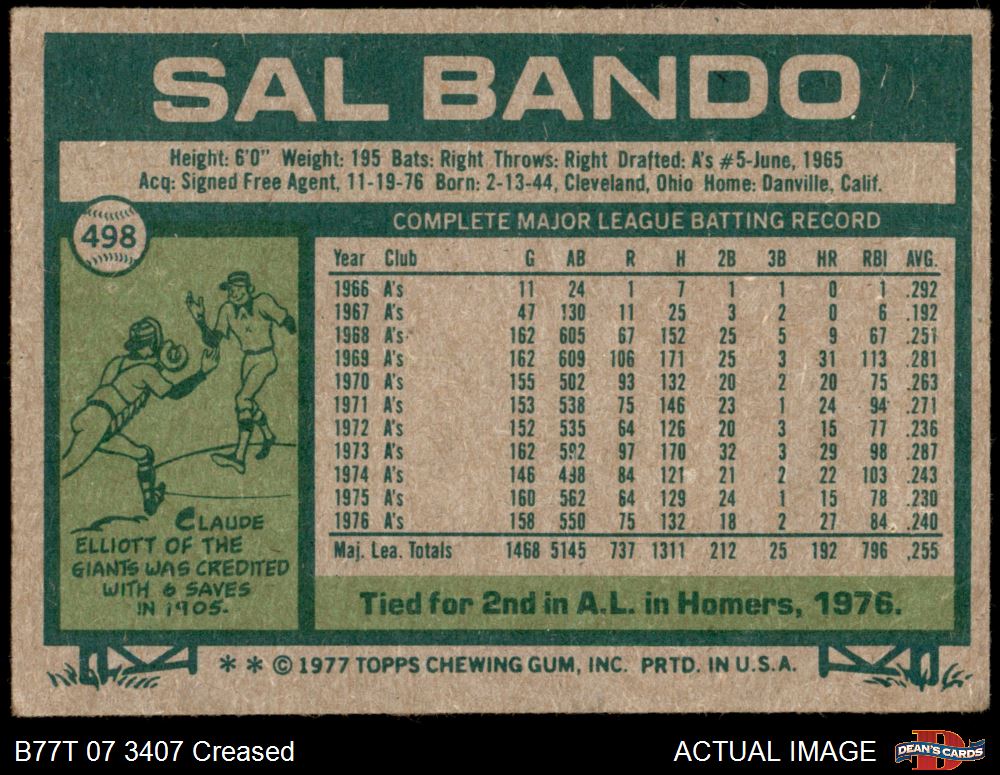 SAL BANDO
Height: 6'0" Weight: 195 Bats: Right Throws: Right Drafted: A's #5-June, 1965
Acq: Signed Free Agent, 11-19-76 Born: 2-13-44, Cleveland, Ohio Home: Danville, Calif.
498
COMPLETE MAJOR LEAGUE BATTING RECORD
Year Club G AB R H 2B 3B HR RBI AVG.
1966 A's 11 24 1 7 1 1 0 1 .292
1967 A's 47 130 11 25 3 2 0 6 .192
1968 A's 162 605 67 152 25 5 9 67 .251
1969 A's 162 609 106 171 25 3 31 113 .281
1970 A's 155 502 93 132 20 2 20 75 .263
1971 A's 153 538 75 146 23 1 24 94 .271
1972 A's 152 535 64 126 20 3 15 77 .236
1973 A's 162 592 97 170 32 3 29 98 .287
1974 A's 146 498 84 121 21 2 22 103 .243
1975 A's 160 562 64 129 24 1 15 78 .230
1976 A's 158 550 75 132 18 2 27 84 .240
Maj. Lea. Totals 1468 5145 737 1311 212 25 192 796 .255
Tied for 2nd in A.L. in Homers, 1976.
CLAUDE
ELLIOTT OF THE
GIANTS WAS CREDITED
WITH 6 SAVES
IN 1905.
** © 1977 TOPPS CHEWING GUM, INC. PRTD. IN U.S.A.
B77T 07 3407 Creased
ACTUAL IMAGE
D
DEAN'S CARDS